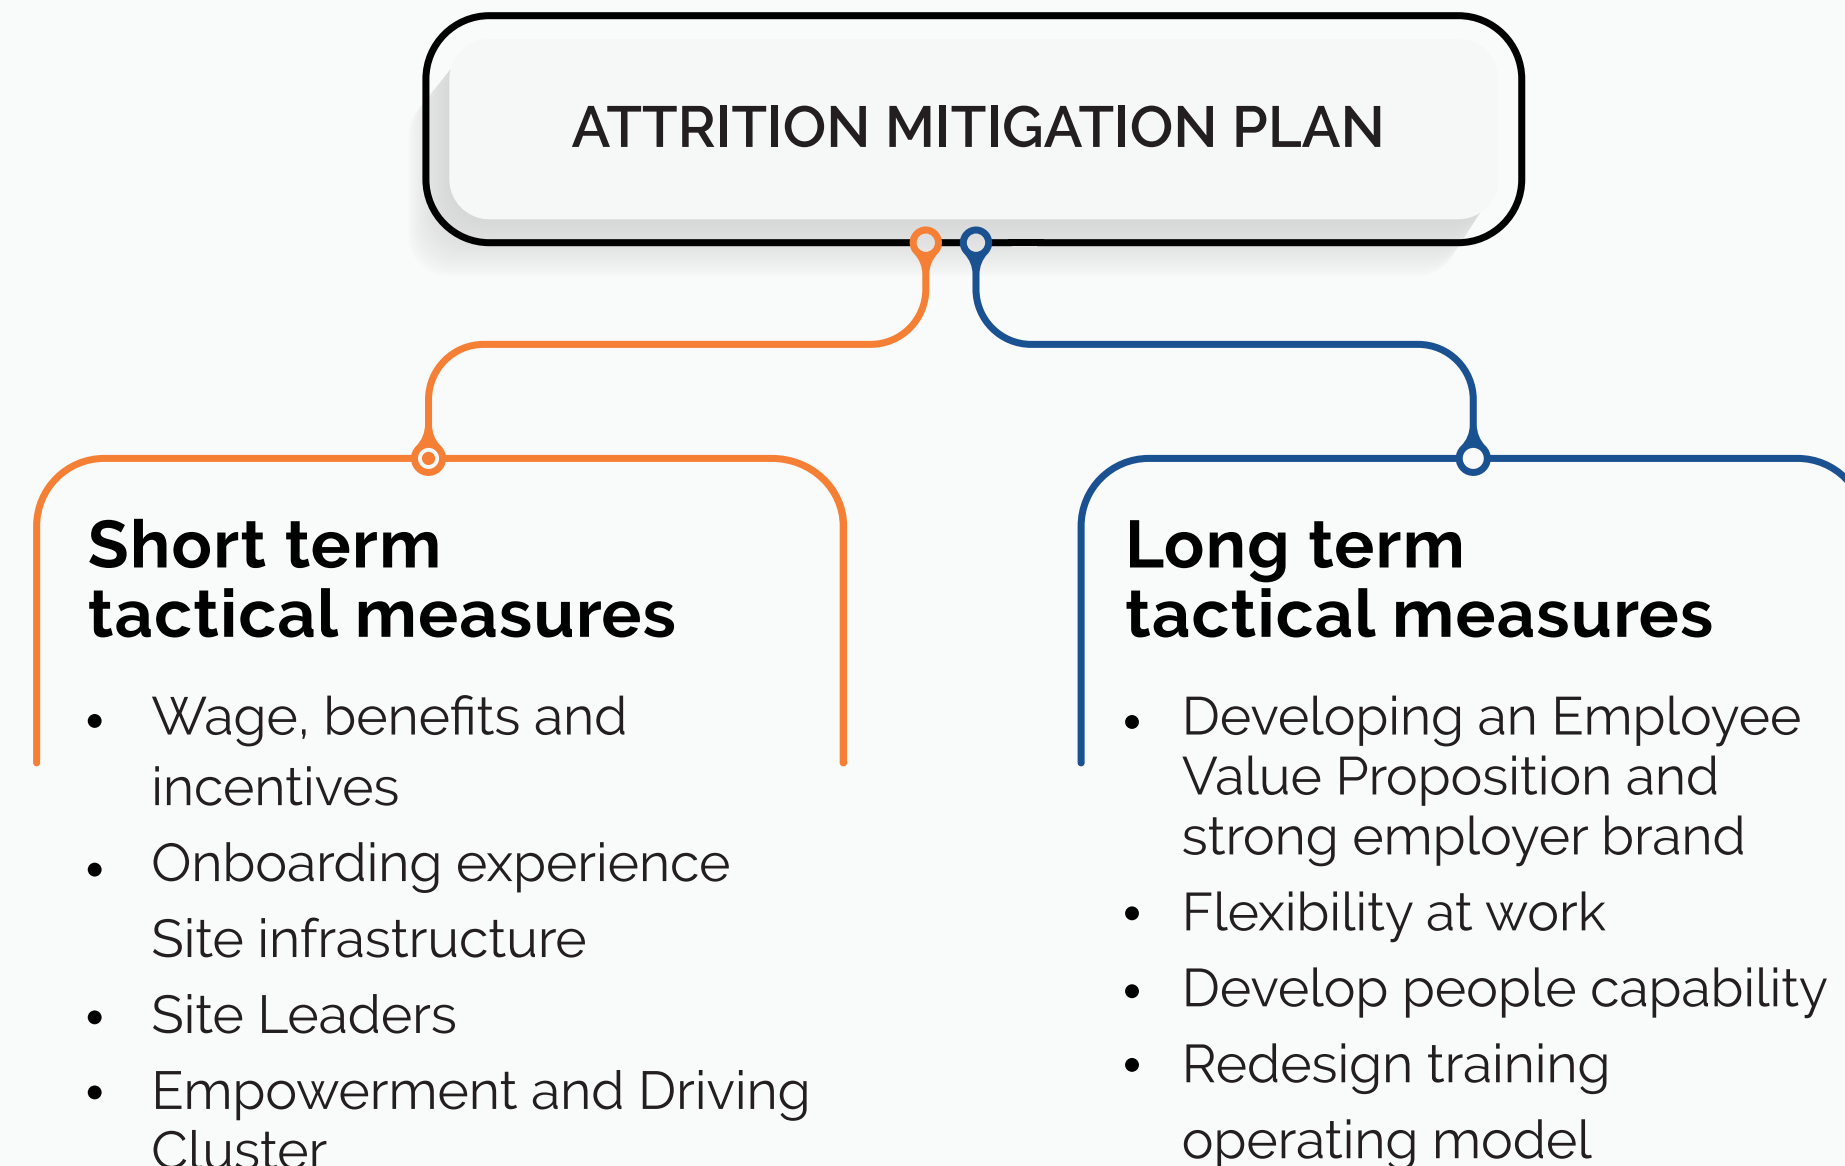 ATTRITION MITIGATION PLAN
Short term
tactical measures
• Wage, benefits and
incentives
• Onboarding experience
Site infrastructure
• Site Leaders
• Empowerment and Driving
Cluster
Long term
tactical measures
• Developing an Employee
Value Proposition and
strong employer brand
• Flexibility at work
• Develop people capability
• Redesign training
operating model